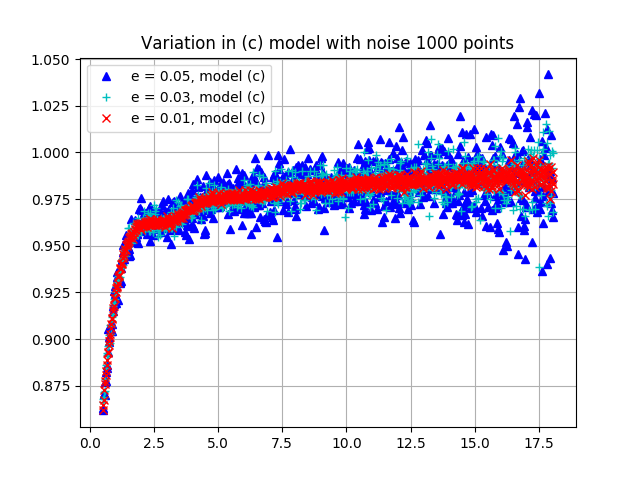 Variation in (c) model with noise 1000 points
1.050
1.025
1.000
0.975
0.950
0.925
0.900
0.875
e = 0.05, model (c)
e = 0.03, model (c)
e = 0.01, model (c)
0.0 2.5 5.0 7.5 10.0 12.5 15.0 17.5